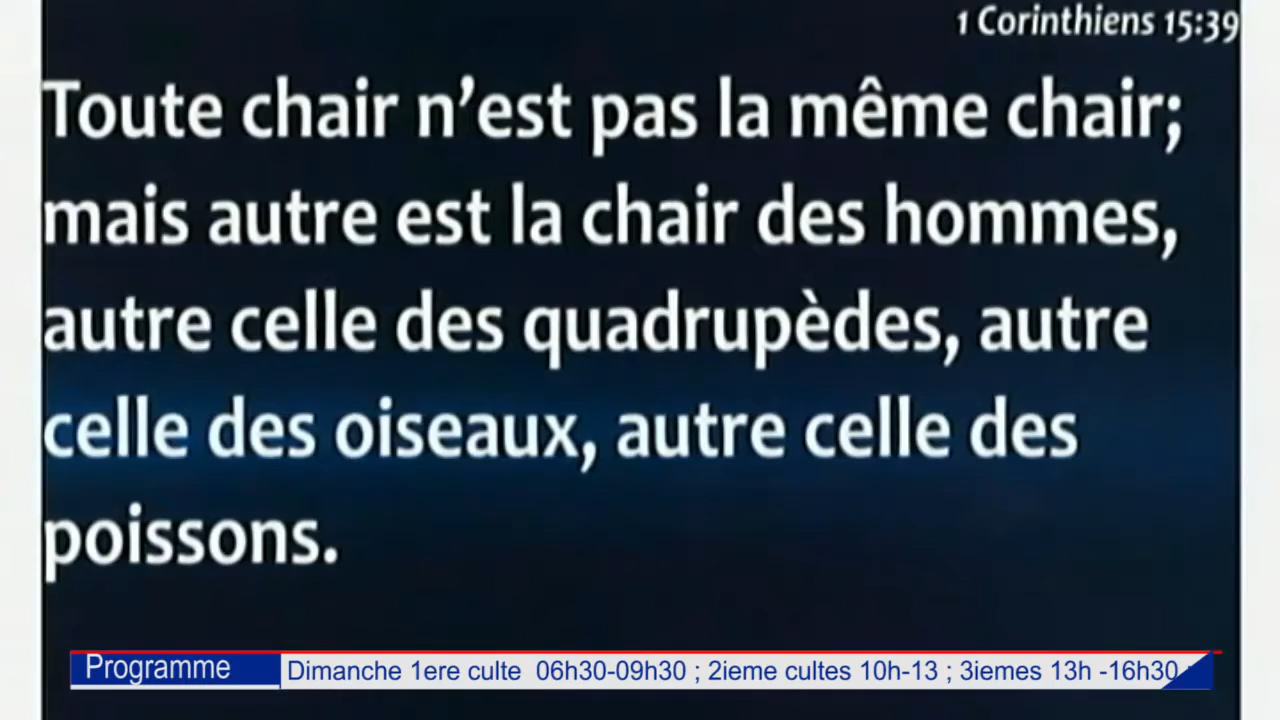 1 Corinthiens 15:39
Toute chair n’est pas la même chair;
mais autre est la chair des hommes,
autre celle des quadrupèdes, autre
celle des oiseaux, autre celle des
poissons.
Programme
Dimanche 1ere culte 06h30-09h30 ; 2ieme cultes 10h-13 ; 3iemes 13h -16h30